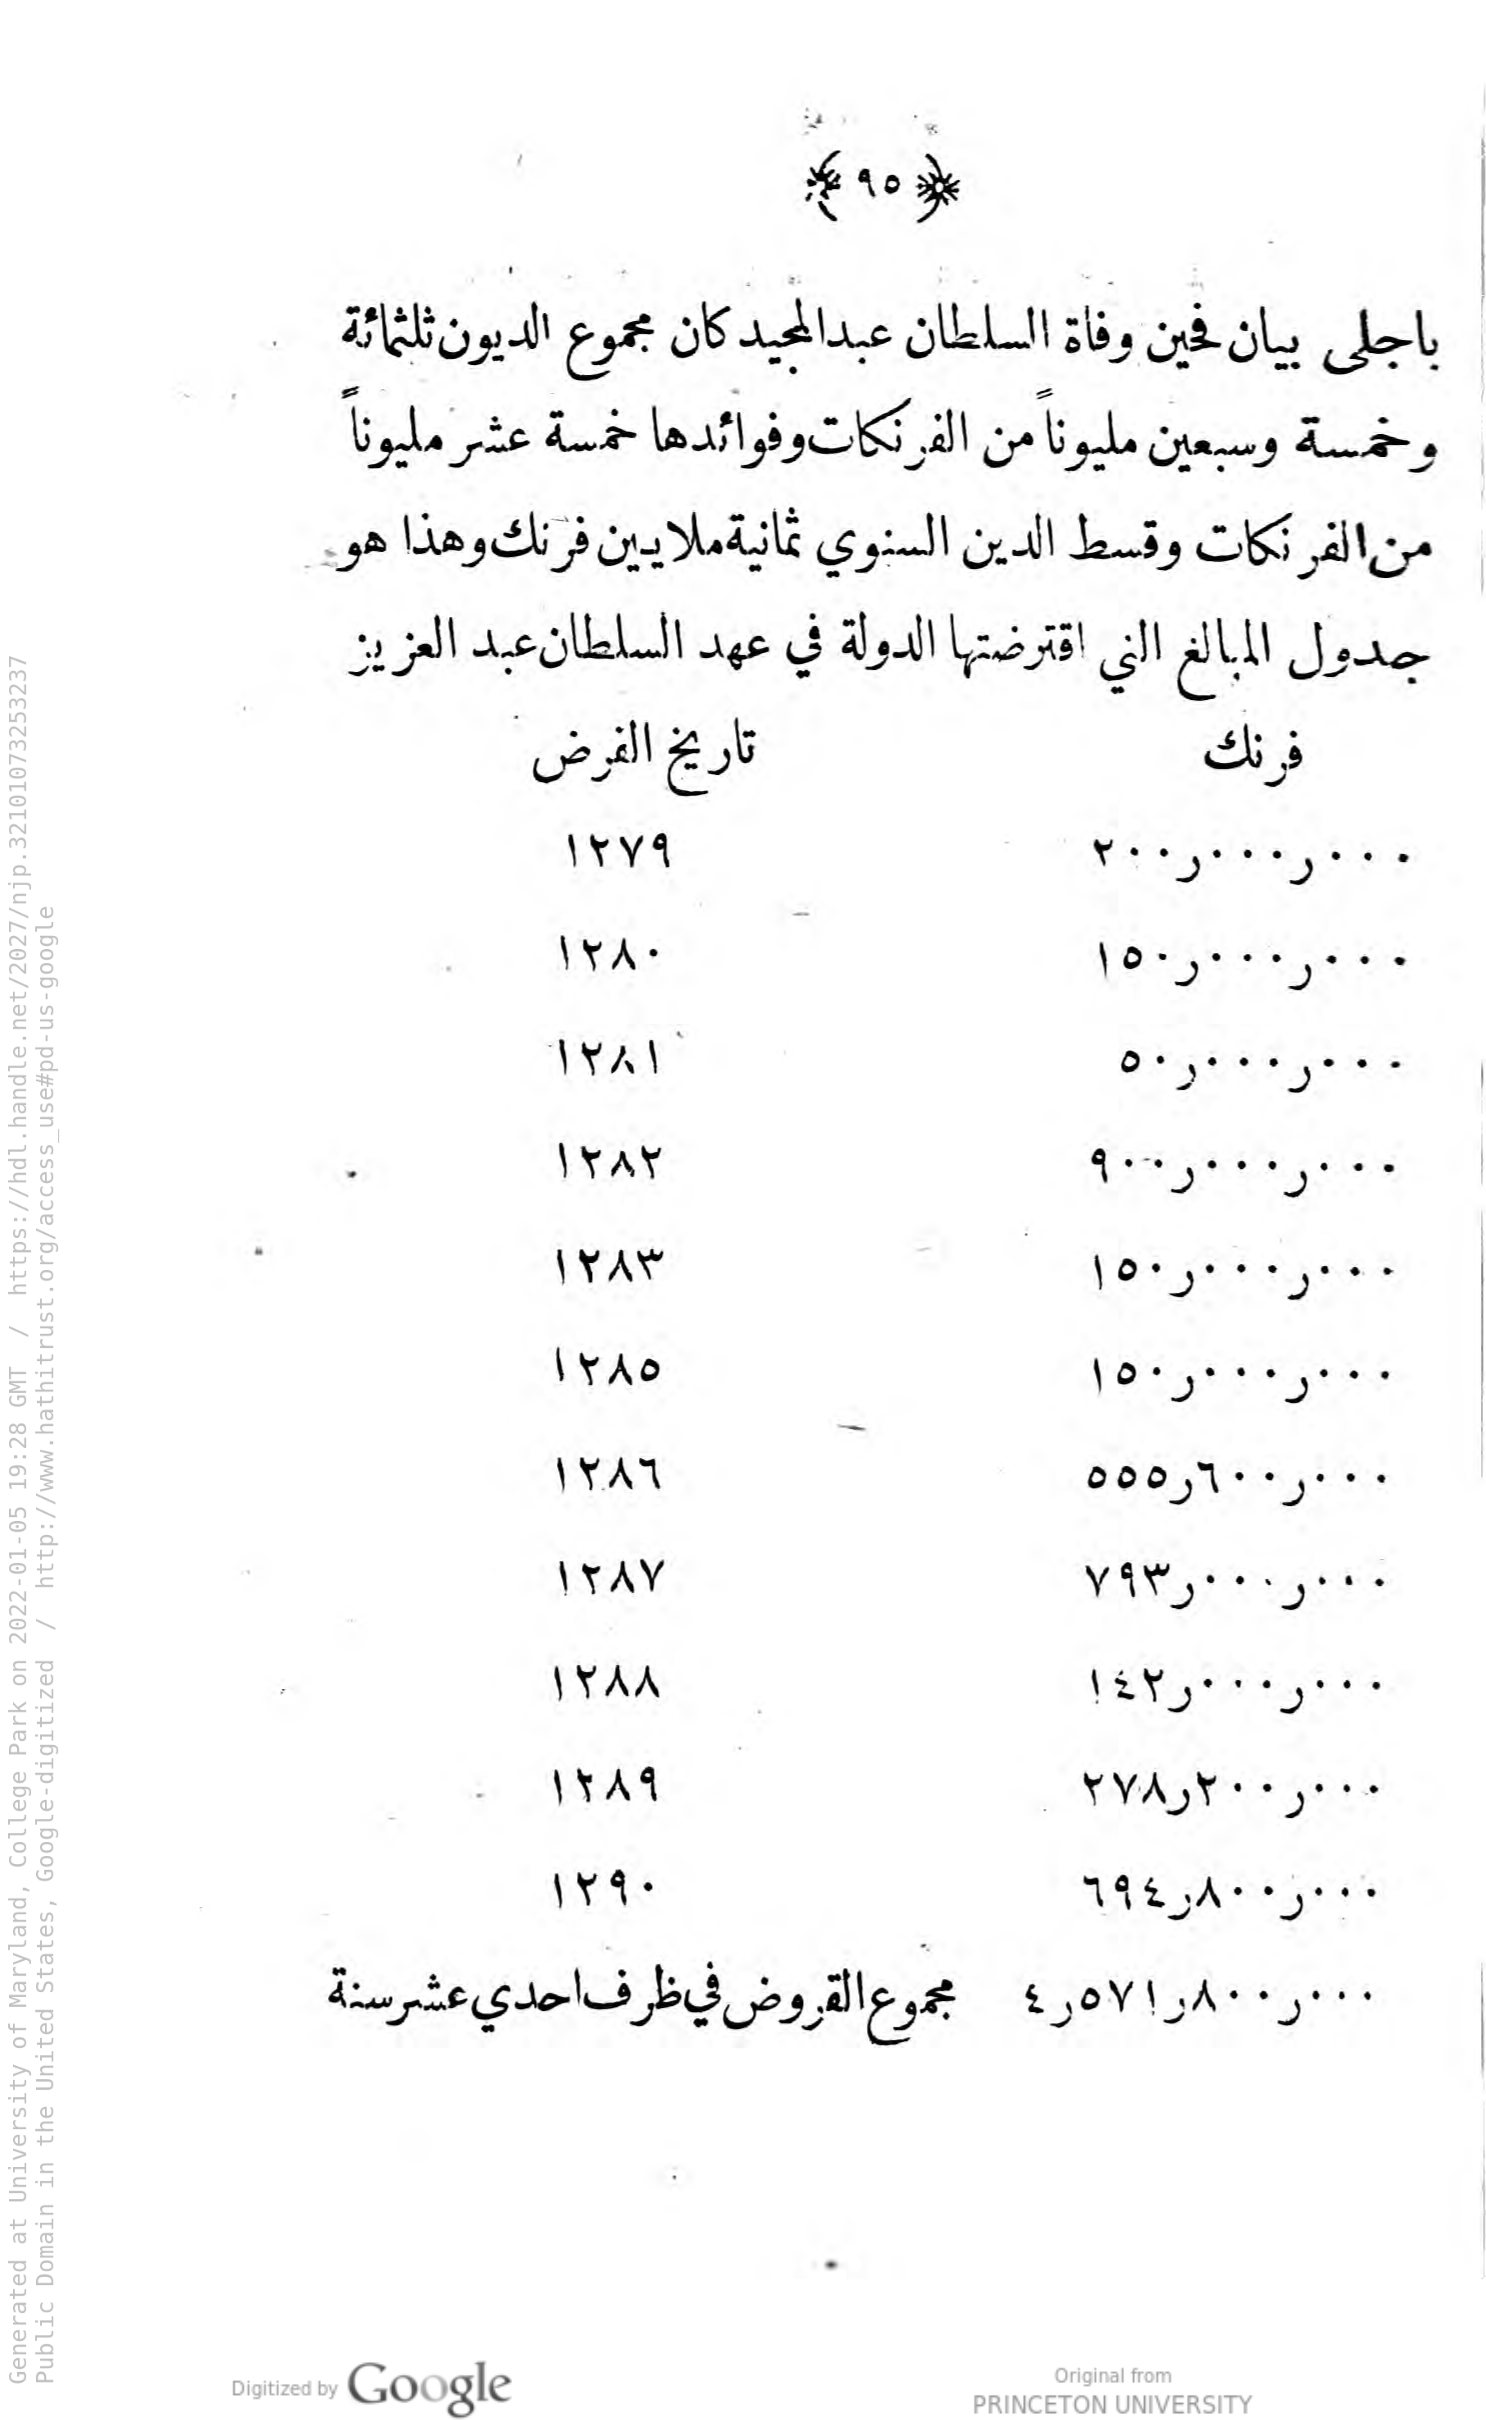 ﴿ ٩٥ ﴾
باجلى بيان فحين وفاة السلطان عبدالمجيد كان مجموع الديون ثلثمائة
وخمسة وسبعين مليوناً من الفرنكات وفوائدها خمسة عشر مليوناً
من الفرنكات وقسط الدين السنوي ثمانية ملايين فرنك وهذا هو
جدول المبالغ التي اقترضتها الدولة في عهد السلطان عبد العزيز
فرنك تاريخ القرض
٢٠٠ر٠٠٠ر٠٠٠ ١٢٧٩
١٥٠ر٠٠٠ر٠٠٠ ١٢٨٠
٥٠ر٠٠٠ر٠٠٠ ١٢٨١
٩٠٠ر٠٠٠ر٠٠٠ ١٢٨٢
١٥٠ر٠٠٠ر٠٠٠ ١٢٨٣
١٥٠ر٠٠٠ر٠٠٠ ١٢٨٥
٥٥٥ر٦٠٠ر٠٠٠ ١٢٨٦
٧٩٣ر٠٠٠ر٠٠٠ ١٢٨٧
١٤٢ر٠٠٠ر٠٠٠ ١٢٨٨
٢٧٨ر٢٠٠ر٠٠٠ ١٢٨٩
٦٩٤ر٨٠٠ر٠٠٠ ١٢٩٠
٤ر٥٧١ر٨٠٠ر٠٠٠ مجموع القروض في ظرف احدي عشر سنة
Generated at University of Maryland, College Park on 2022-01-05 19:28 GMT / https://hdl.handle.net/2027/njp.32101073253237
Public Domain in the United States, Google-digitized / http://www.hathitrust.org/access_use#pd-us-google
Digitized by Google
Original from
PRINCETON UNIVERSITY